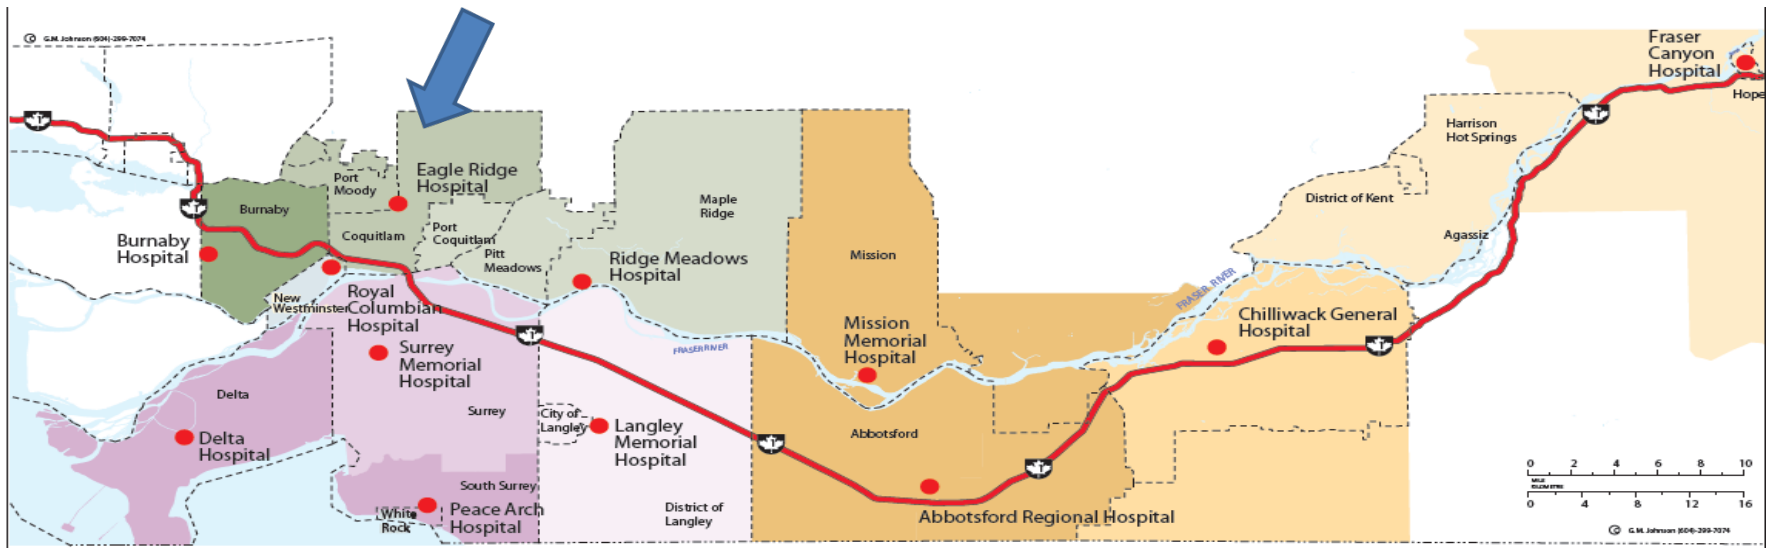 G.M. Johnson (604)-299-7074
Fraser
Canyon
Hospital
Hope
Harrison
Hot Springs
Eagle Ridge
Hospital
Port
Moody
Maple
Ridge
District of Kent
Burnaby
Port
Coquitlam
Coquitlam
Agassiz
Burnaby
Hospital
Pitt
Meadows
Ridge Meadows
Hospital
Mission
FRASER RIVER
New
Westminster
Royal
Columbian
Hospital
Chilliwack General
Hospital
Mission
Memorial
Hospital
FRASER RIVER
Surrey
Memorial
Hospital
Delta
Surrey
City of
Langley
Langley
Memorial
Hospital
Abbotsford
Delta
Hospital
South Surrey
Peace Arch
Hospital
White
Rock
District of
Langley
Abbotsford Regional Hospital
0 2 4 6 8 10
MILE
KILOMETRE
0 4 8 12 16
G.M. Johnson (604)-299-7074